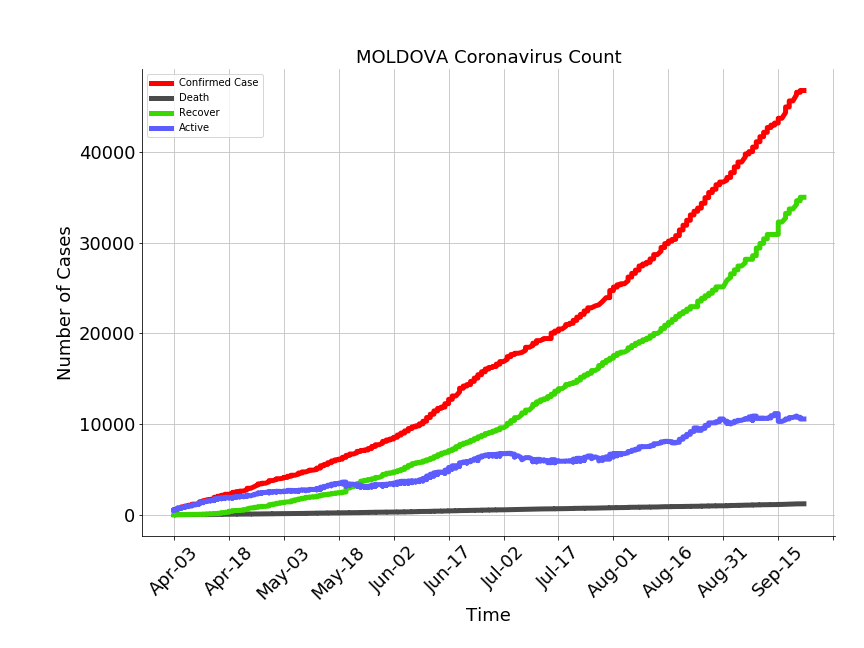 MOLDOVA Coronavirus Count
Confirmed Case
Death
Recover
Active
Number of Cases
40000
30000
20000
10000
0
Apr-03
Apr-18
May-03
May-18
Jun-02
Jun-17
Jul-02
Jul-17
Aug-01
Aug-16
Aug-31
Sep-15
Time